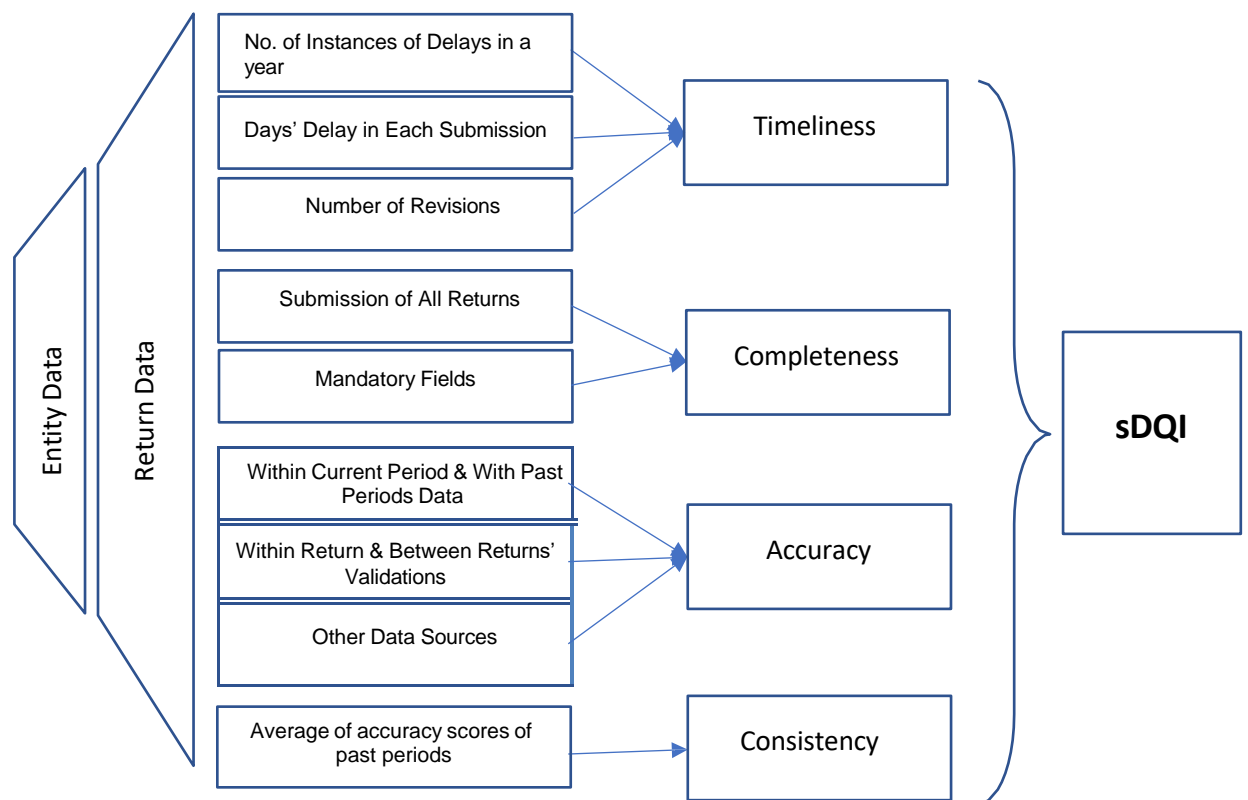 Entity Data
Return Data
No. of Instances of Delays in a
year
Days’ Delay in Each Submission
Number of Revisions
Timeliness
Submission of All Returns
Mandatory Fields
Completeness
Within Current Period & With Past
Periods Data
Within Return & Between Returns’
Validations
Other Data Sources
Accuracy
Average of accuracy scores of
past periods
Consistency
sDQI